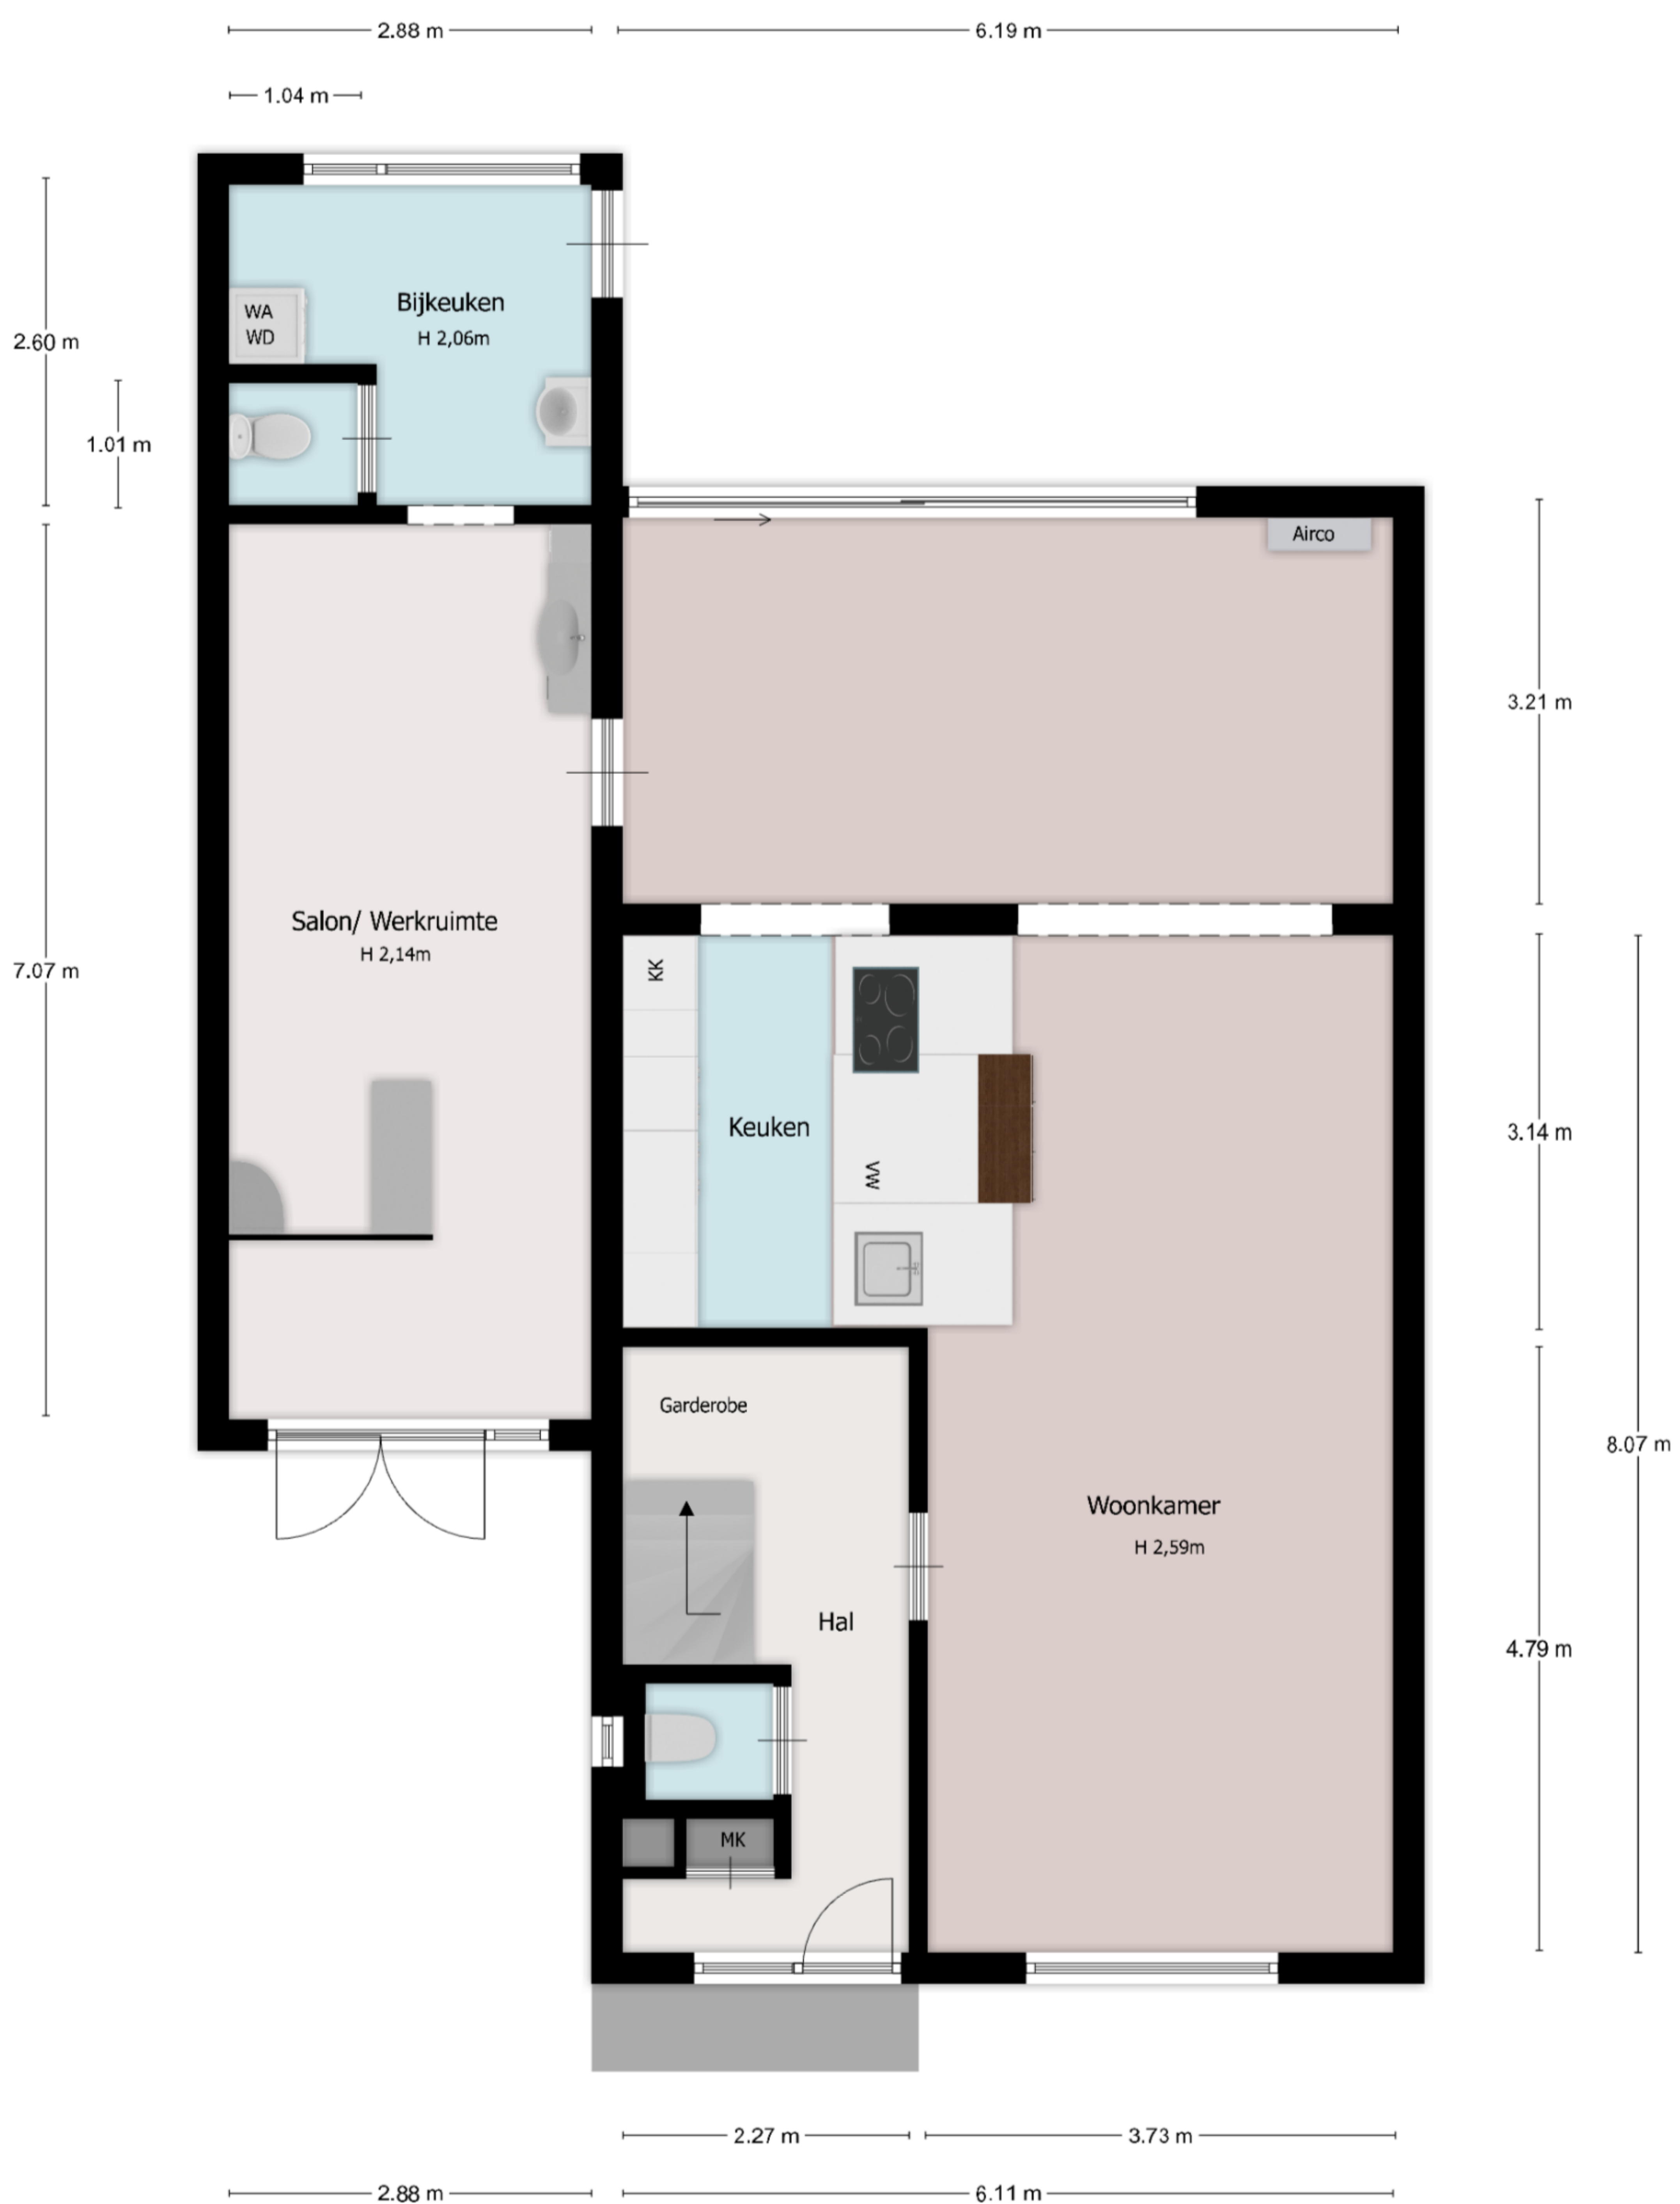 2.88 m
6.19 m
1.04 m
Bijkeuken
H 2,06m
WA
WD
2.60 m
1.01 m
Airco
3.21 m
Salon/ Werkruimte
H 2,14m
7.07 m
KK
Keuken
VW
3.14 m
Garderobe
8.07 m
Woonkamer
H 2,59m
Hal
4.79 m
MK
2.27 m
3.73 m
2.88 m
6.11 m